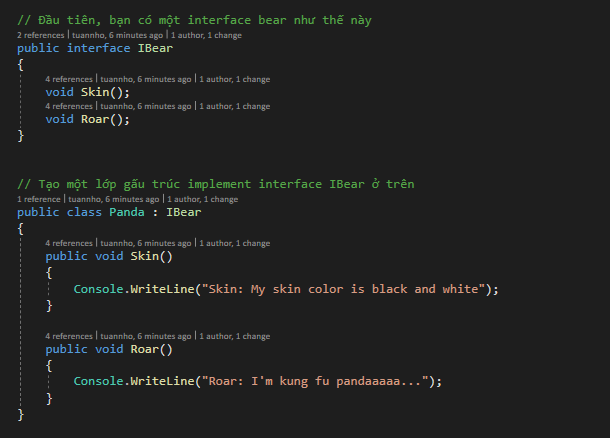 // Đầu tiên, bạn có một interface bear như thế này
2 references | tuannho, 6 minutes ago | 1 author, 1 change
public interface IBear
{
4 references | tuannho, 6 minutes ago | 1 author, 1 change
void Skin();
4 references | tuannho, 6 minutes ago | 1 author, 1 change
void Roar();
}
// Tạo một lớp gấu trúc implement interface IBear ở trên
1 reference | tuannho, 6 minutes ago | 1 author, 1 change
public class Panda : IBear
{
4 references | tuannho, 6 minutes ago | 1 author, 1 change
public void Skin()
{
Console.WriteLine("Skin: My skin color is black and white");
}
4 references | tuannho, 6 minutes ago | 1 author, 1 change
public void Roar()
{
Console.WriteLine("Roar: I'm kung fu pandaaaaa...");
}
}